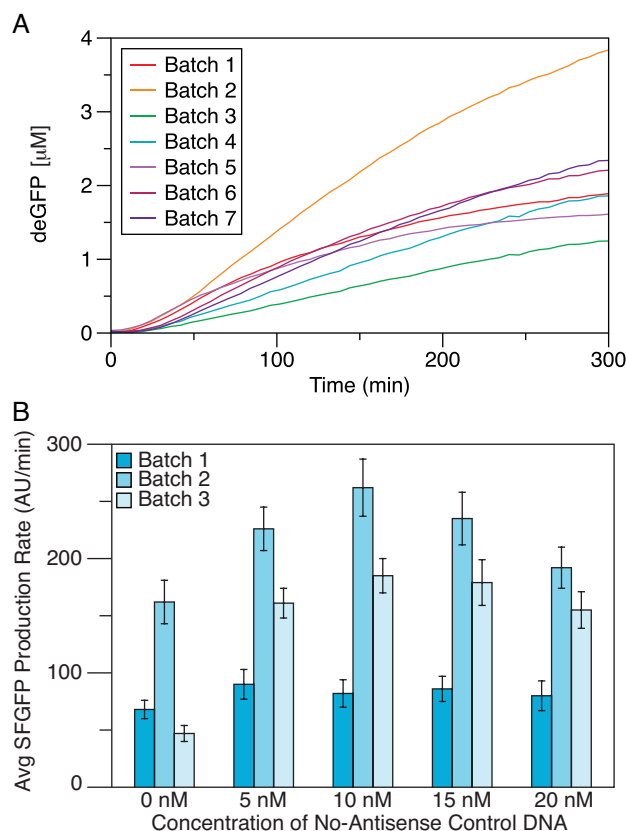 A
4
3
2
1
0
deGFP [µM]
Batch 1
Batch 2
Batch 3
Batch 4
Batch 5
Batch 6
Batch 7
0 100 200 300
Time (min)
B
300
200
100
0
Avg SFGFP Production Rate (AU/min)
Batch 1
Batch 2
Batch 3
0 nM 5 nM 10 nM 15 nM 20 nM
Concentration of No-Antisense Control DNA